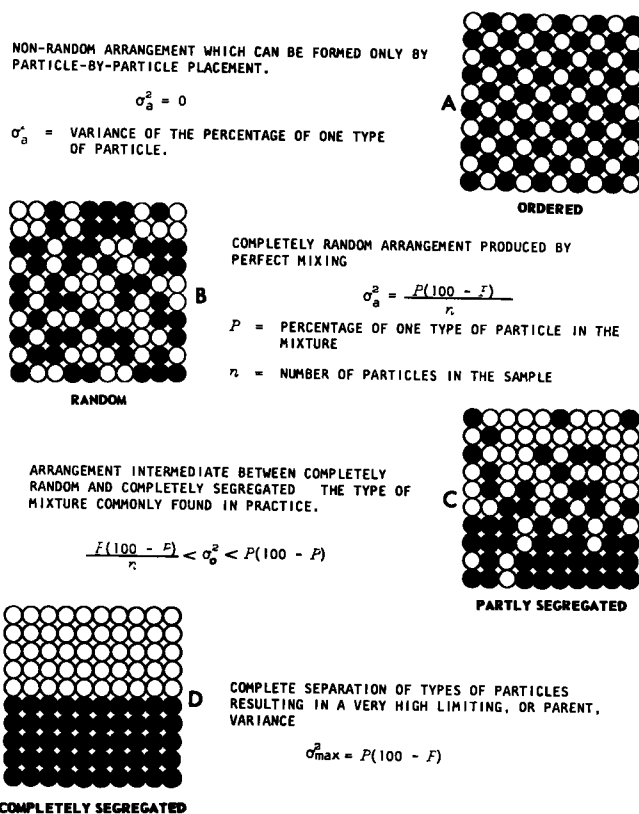 NON-RANDOM ARRANGEMENT WHICH CAN BE FORMED ONLY BY
PARTICLE-BY-PARTICLE PLACEMENT.
σ²ₐ = 0
σ²ₐ = VARIANCE OF THE PERCENTAGE OF ONE TYPE
OF PARTICLE.
A
ORDERED
COMPLETELY RANDOM ARRANGEMENT PRODUCED BY
PERFECT MIXING
σ²ₐ = P(100 - P) / n
P = PERCENTAGE OF ONE TYPE OF PARTICLE IN THE
MIXTURE
n = NUMBER OF PARTICLES IN THE SAMPLE
B
RANDOM
ARRANGEMENT INTERMEDIATE BETWEEN COMPLETELY
RANDOM AND COMPLETELY SEGREGATED THE TYPE OF
MIXTURE COMMONLY FOUND IN PRACTICE.
P(100 - P) / n < σ²ₒ < P(100 - P)
C
PARTLY SEGREGATED
D
COMPLETE SEPARATION OF TYPES OF PARTICLES
RESULTING IN A VERY HIGH LIMITING, OR PARENT,
VARIANCE
σ²max = P(100 - P)
COMPLETELY SEGREGATED